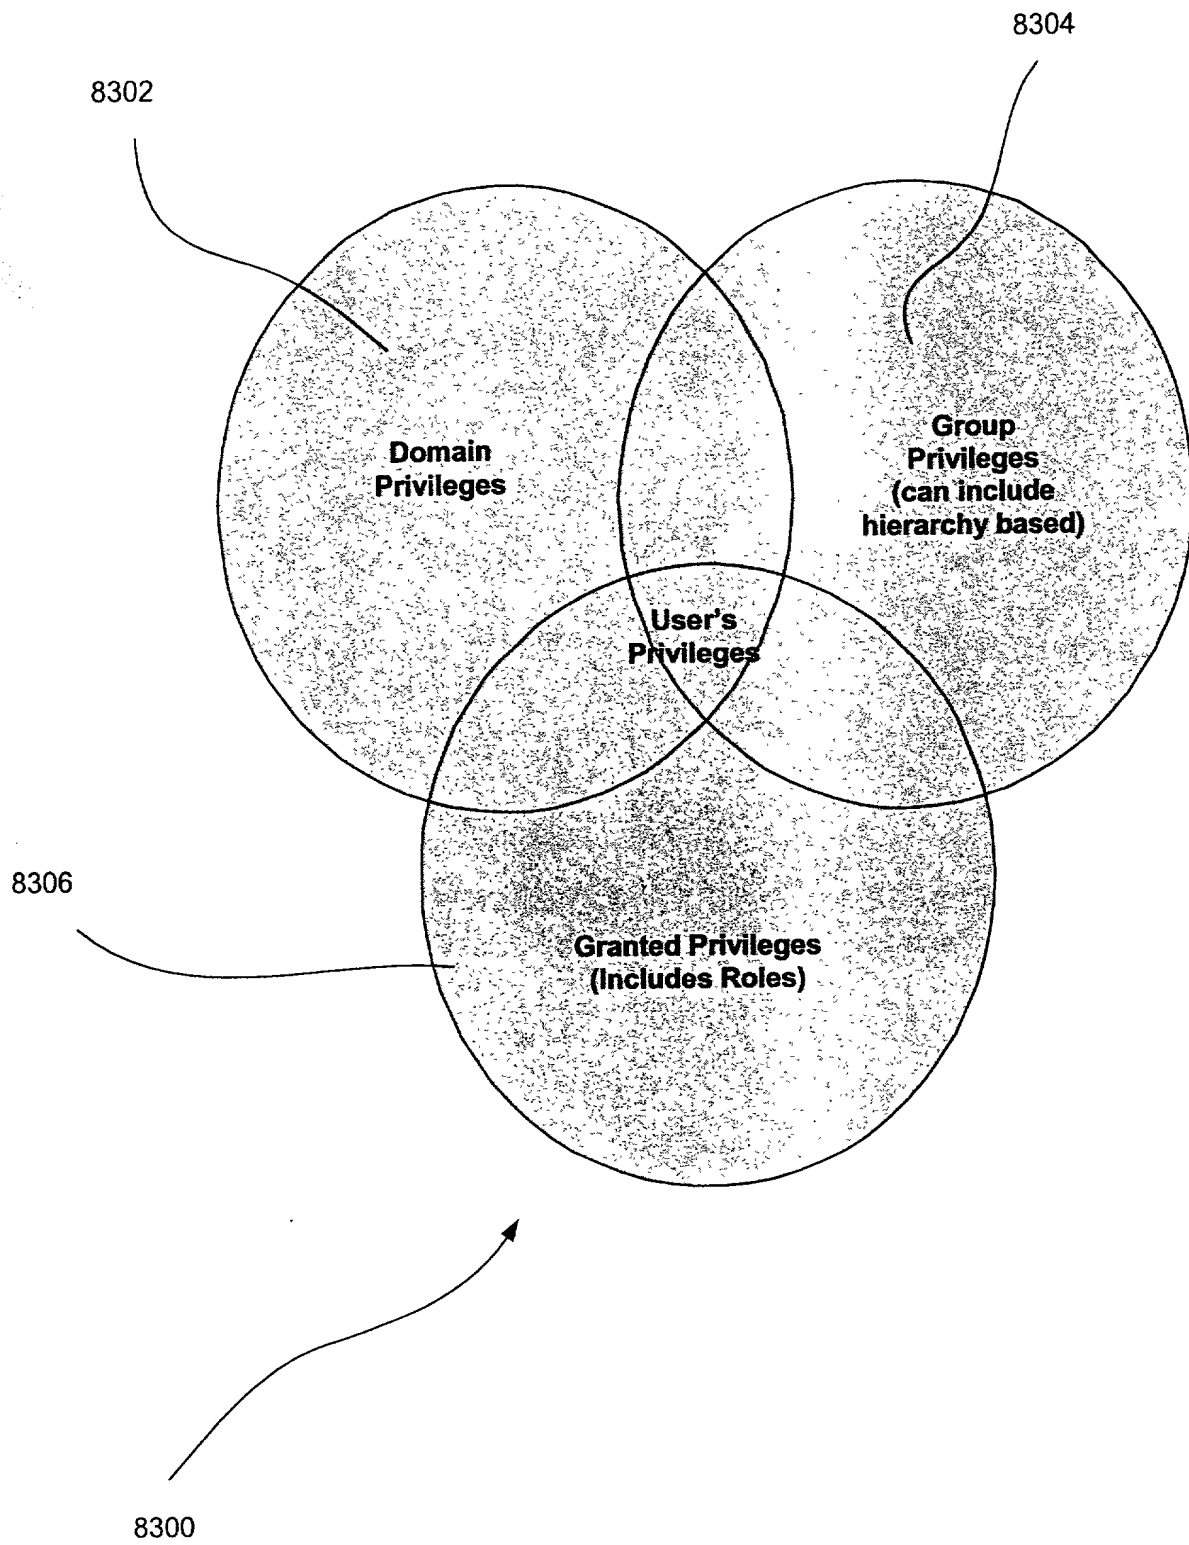 8304
8302
Domain
Privileges
Group
Privileges
(can include
hierarchy based)
User's
Privileges
8306
Granted Privileges
(Includes Roles)
8300